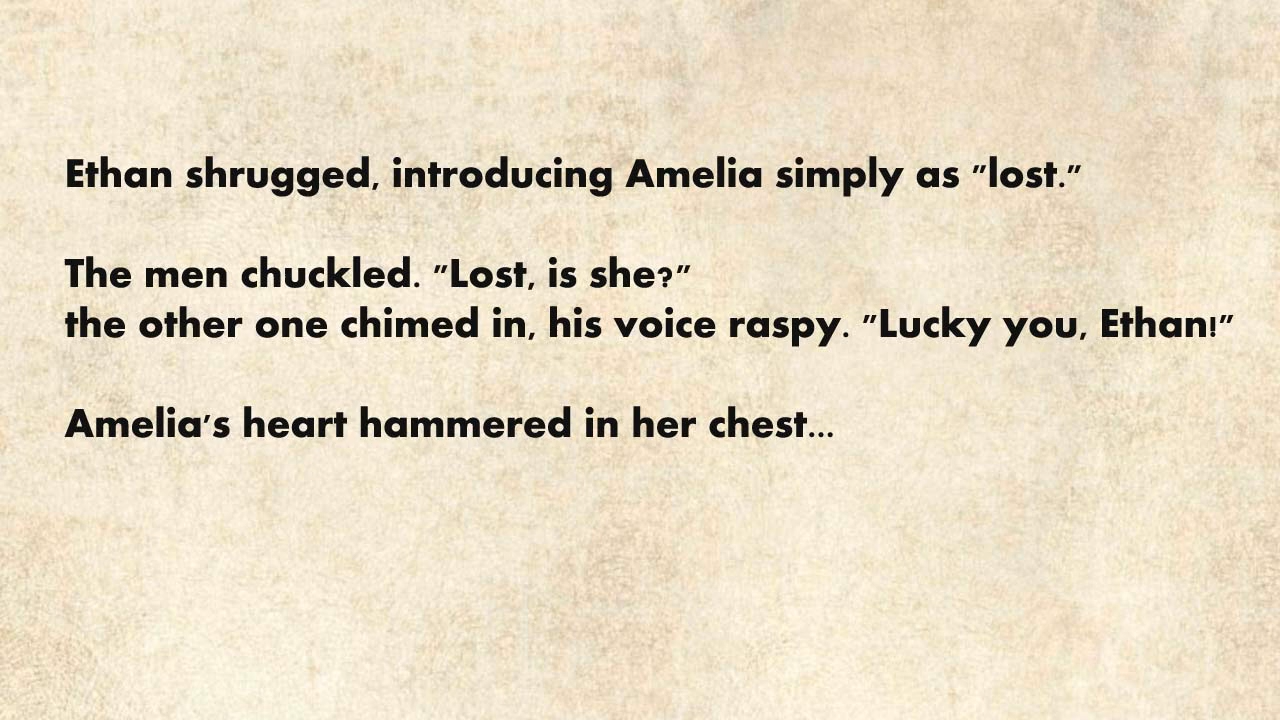 Ethan shrugged, introducing Amelia simply as "lost."
The men chuckled. "Lost, is she?"
the other one chimed in, his voice raspy. "Lucky you, Ethan!"
Amelia's heart hammered in her chest...